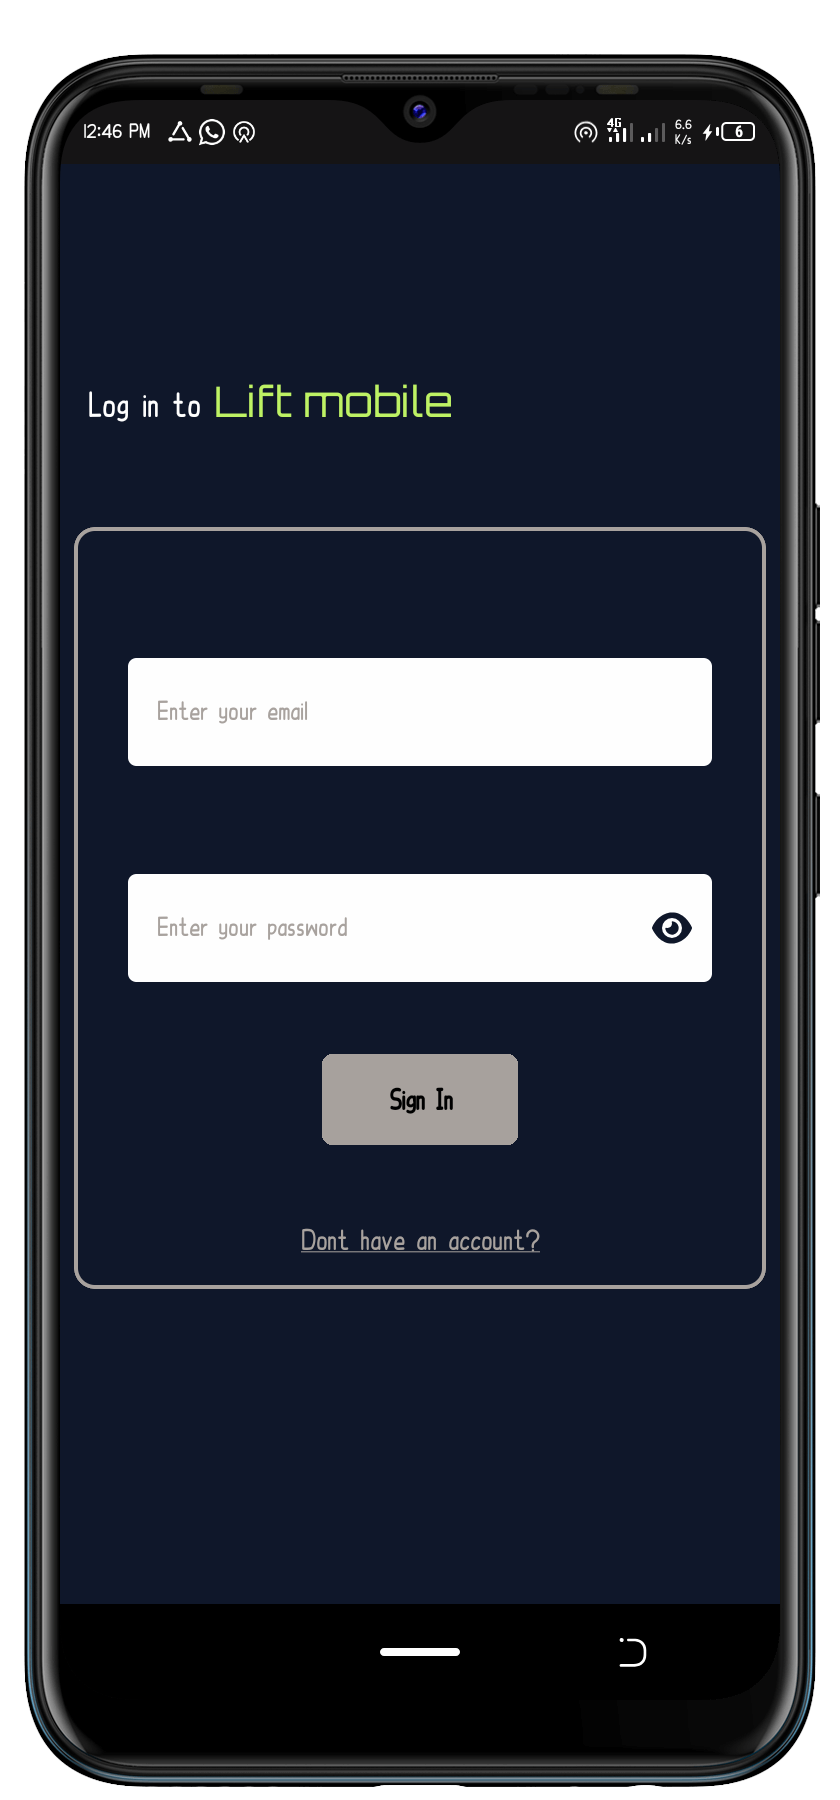 12:46 PM 4G 6.6 K/s 6
Log in to Lift mobile
Enter your email
Enter your password
Sign In
Dont have an account?